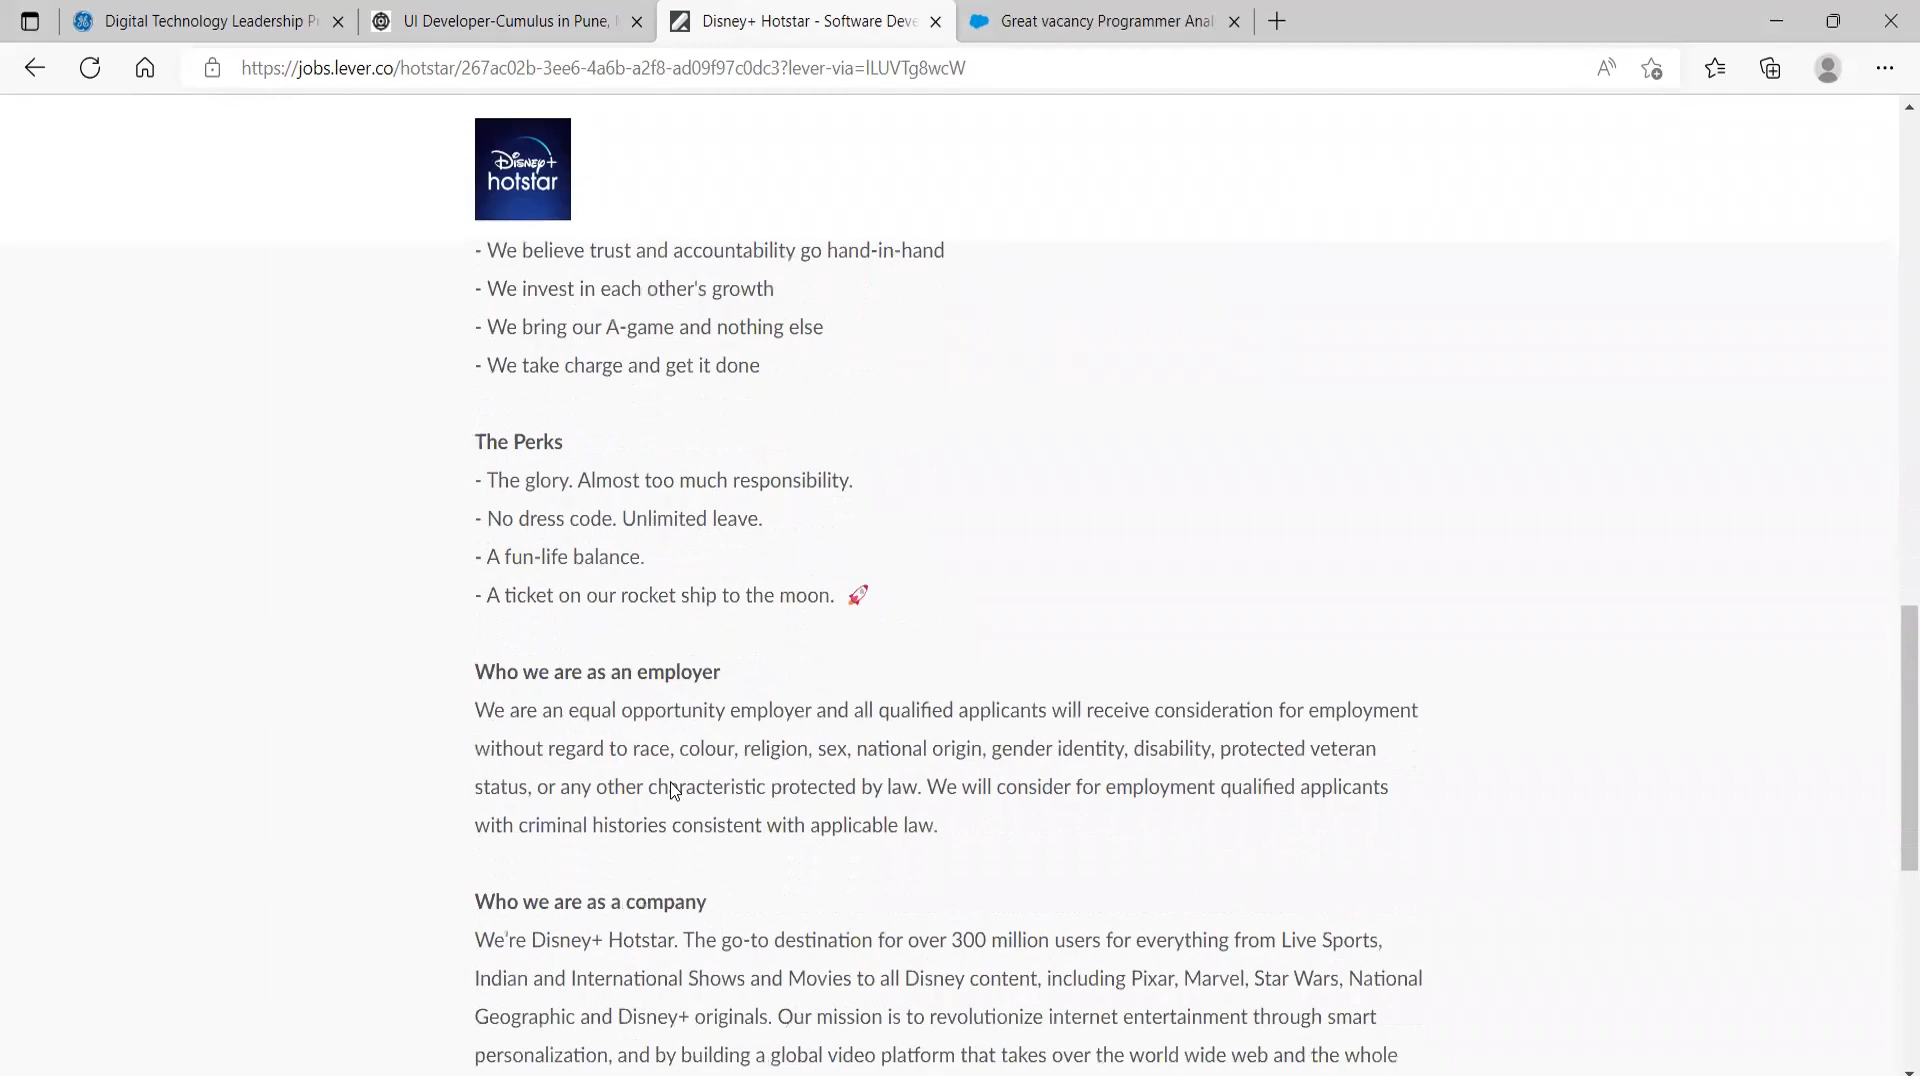 Digital Technology Leadership P
UI Developer-Cumulus in Pune,
Disney+ Hotstar - Software Deve
Great vacancy Programmer Anal
https://jobs.lever.co/hotstar/267ac02b-3ee6-4a6b-a2f8-ad09f97c0dc3?lever-via=lLUVTg8wcW
Disney+
hotstar
- We believe trust and accountability go hand-in-hand
- We invest in each other's growth
- We bring our A-game and nothing else
- We take charge and get it done
The Perks
- The glory. Almost too much responsibility.
- No dress code. Unlimited leave.
- A fun-life balance.
- A ticket on our rocket ship to the moon. 🚀
Who we are as an employer
We are an equal opportunity employer and all qualified applicants will receive consideration for employment
without regard to race, colour, religion, sex, national origin, gender identity, disability, protected veteran
status, or any other characteristic protected by law. We will consider for employment qualified applicants
with criminal histories consistent with applicable law.
Who we are as a company
We're Disney+ Hotstar. The go-to destination for over 300 million users for everything from Live Sports,
Indian and International Shows and Movies to all Disney content, including Pixar, Marvel, Star Wars, National
Geographic and Disney+ originals. Our mission is to revolutionize internet entertainment through smart
personalization, and by building a global video platform that takes over the world wide web and the whole